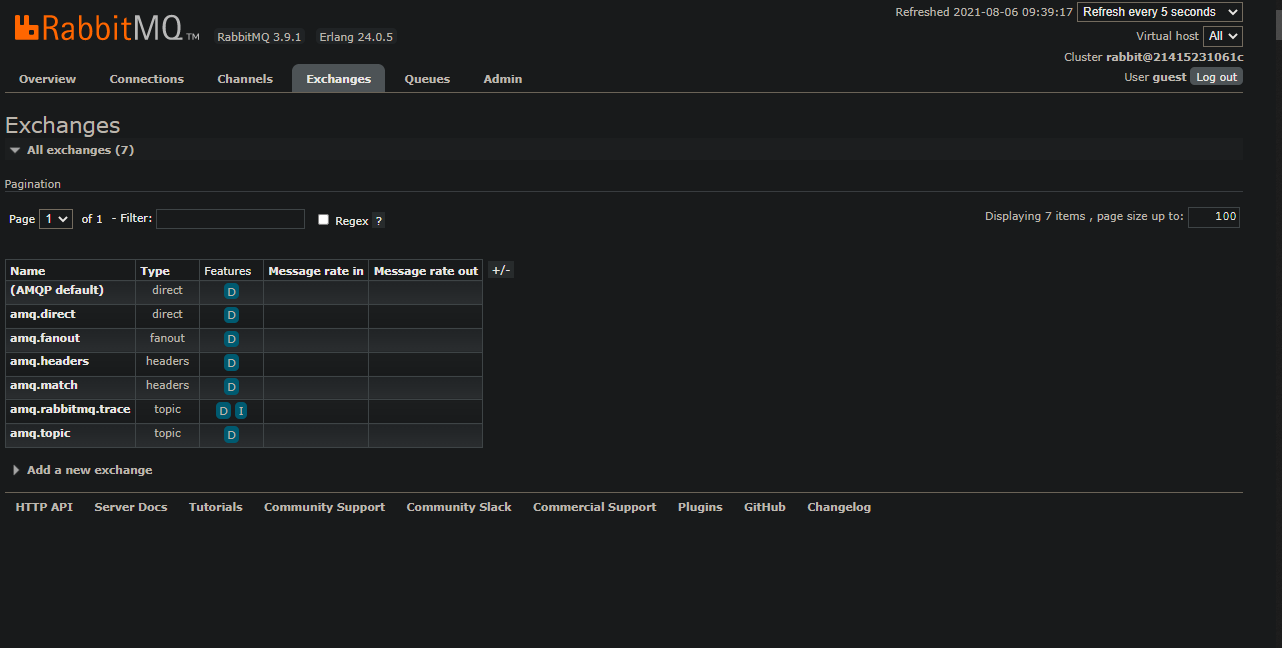 RabbitMQ TM RabbitMQ 3.9.1 Erlang 24.0.5
Refreshed 2021-08-06 09:39:17 Refresh every 5 seconds
Virtual host All
Cluster rabbit@21415231061c
User guest Log out
Overview Connections Channels Exchanges Queues Admin
Exchanges
All exchanges (7)
Pagination
Page 1 of 1 - Filter: Regex ? Displaying 7 items , page size up to: 100
Name Type Features Message rate in Message rate out +/-
(AMQP default) direct D
amq.direct direct D
amq.fanout fanout D
amq.headers headers D
amq.match headers D
amq.rabbitmq.trace topic D I
amq.topic topic D
Add a new exchange
HTTP API Server Docs Tutorials Community Support Community Slack Commercial Support Plugins GitHub Changelog